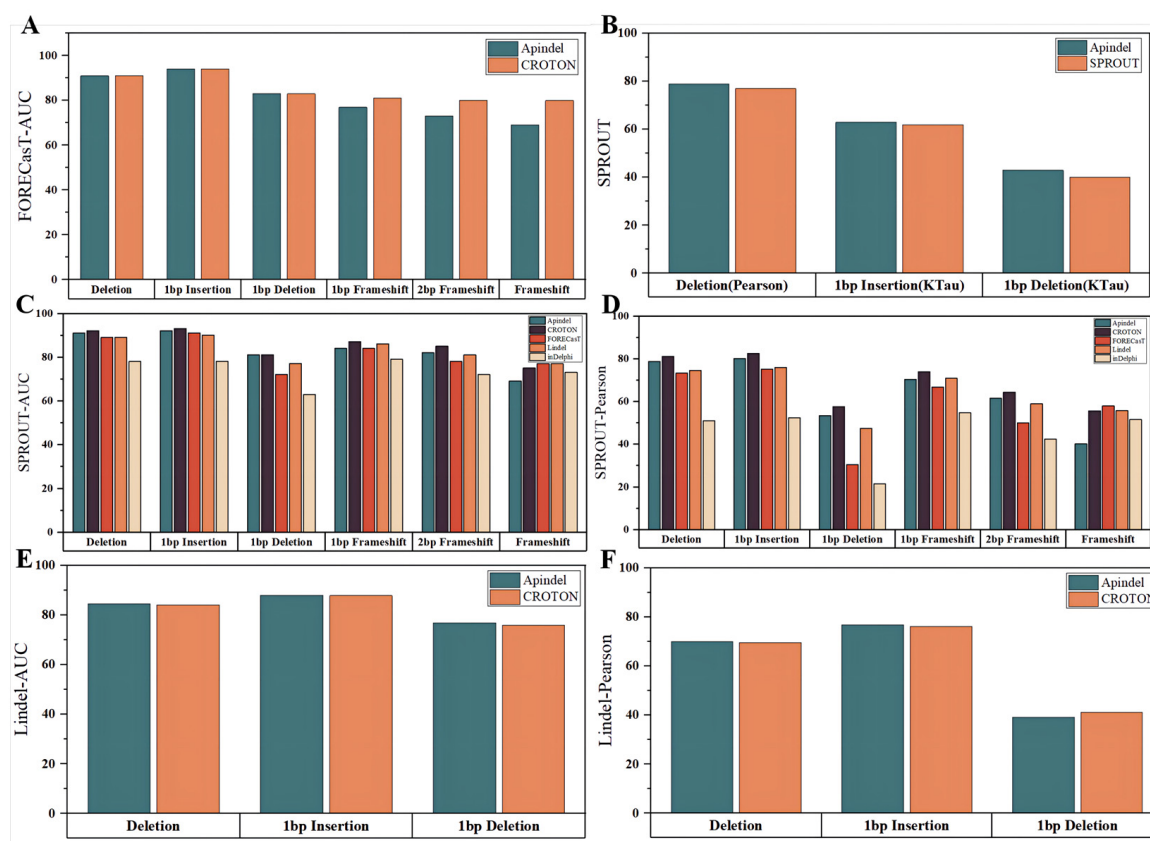 A
FORECasT-AUC
100
80
60
40
20
0
Apindel
CROTON
Deletion 1bp Insertion 1bp Deletion 1bp Frameshift 2bp Frameshift Frameshift
B
SPROUT
100
80
60
40
20
0
Apindel
SPROUT
Deletion(Pearson) 1bp Insertion(KTau) 1bp Deletion(KTau)
C
SPROUT-AUC
100
80
60
40
20
0
Apindel
CROTON
FORECasT
Lindel
inDelphi
Deletion 1bp Insertion 1bp Deletion 1bp Frameshift 2bp Frameshift Frameshift
D
SPROUT-Pearson
100
80
60
40
20
0
Apindel
CROTON
FORECasT
Lindel
inDelphi
Deletion 1bp Insertion 1bp Deletion 1bp Frameshift 2bp Frameshift Frameshift
E
Lindel-AUC
100
80
60
40
20
0
Apindel
CROTON
Deletion 1bp Insertion 1bp Deletion
F
Lindel-Pearson
100
80
60
40
20
0
Apindel
CROTON
Deletion 1bp Insertion 1bp Deletion